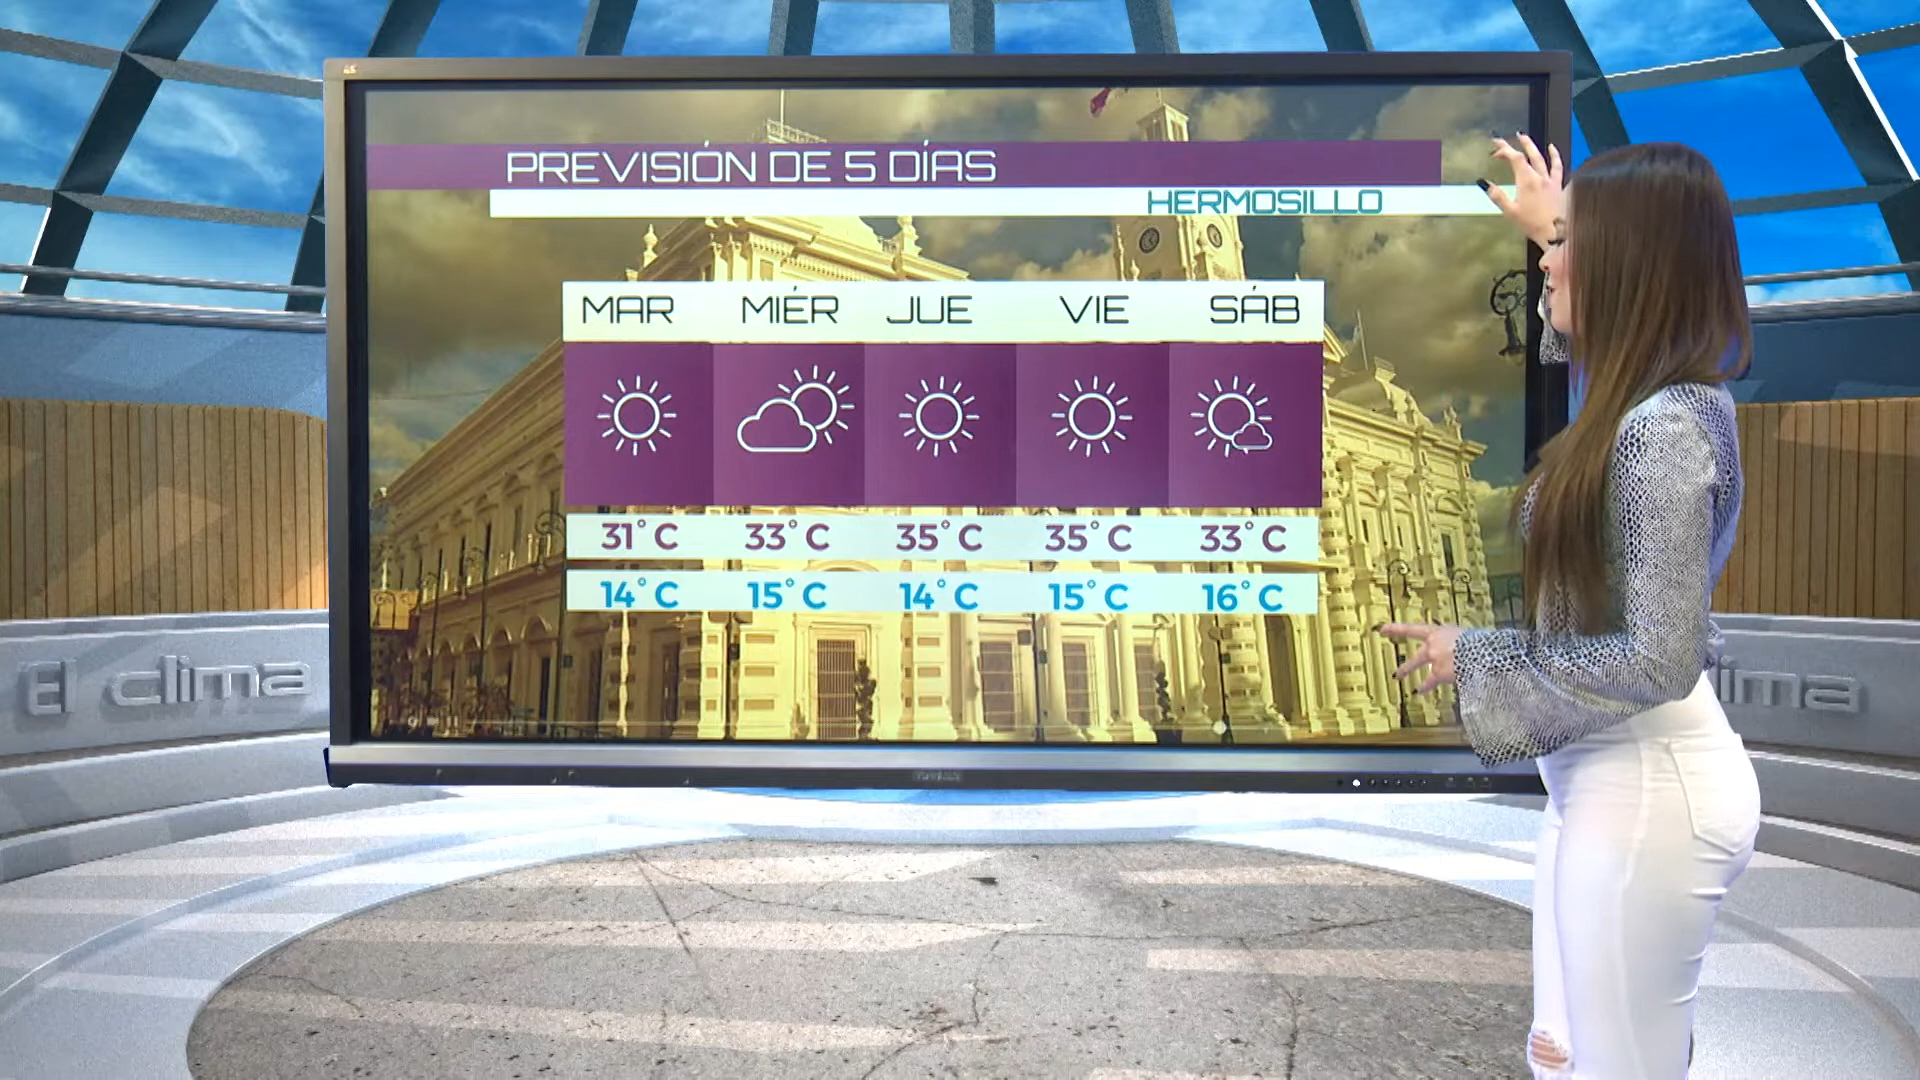 PREVISIÓN DE 5 DÍAS
HERMOSILLO
MAR MIÉR JUE VIE SÁB
31°C 33°C 35°C 35°C 33°C
14°C 15°C 14°C 15°C 16°C
El clima
lima